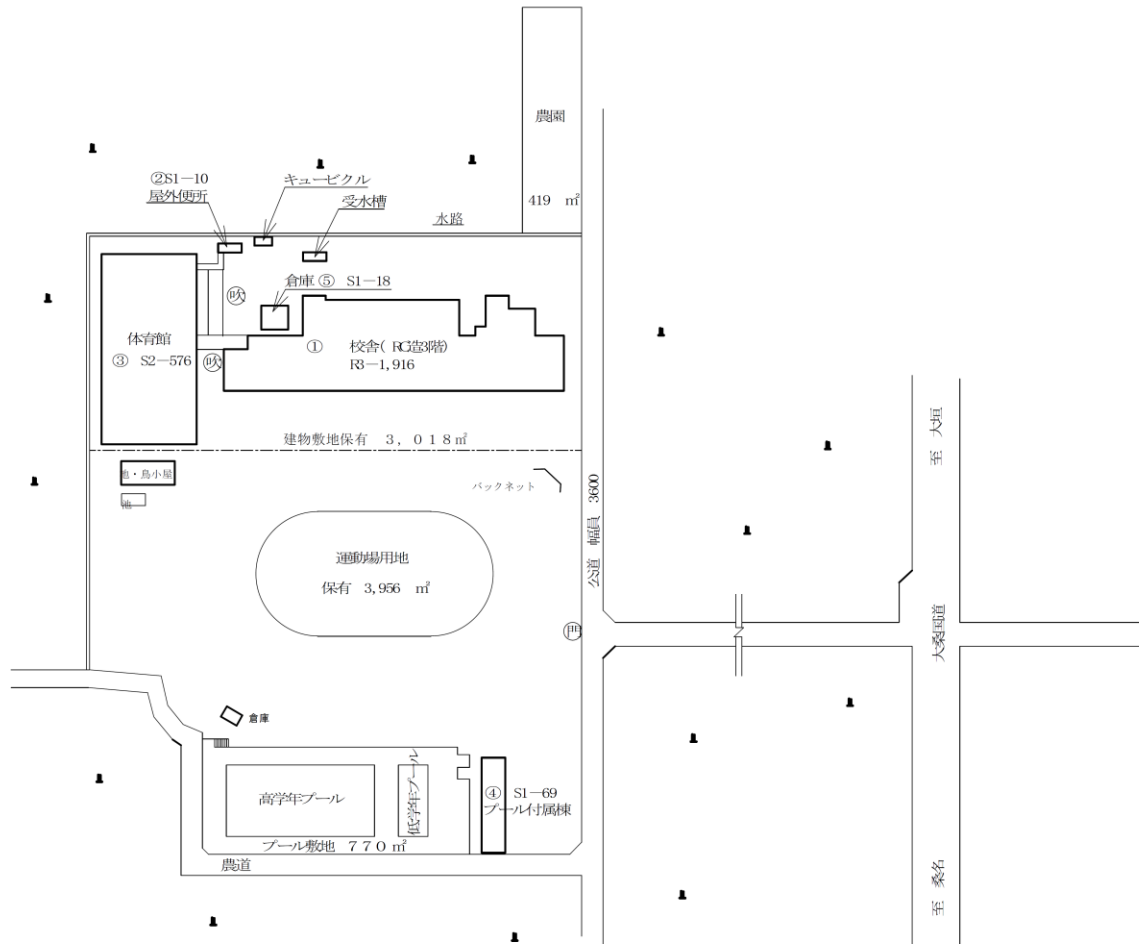 農園
419 ㎡
②S1－10
屋外便所
キュービクル
受水槽
水路
倉庫 ⑤ S1－18
吹
体育館
③ S2－576
吹
① 校舎( RC造3階)
R3－1,916
建物敷地保有 3, 018㎡
池・鳥小屋
池
バックネット
運動場用地
保有 3,956 ㎡
公道 幅員 3600
門
至 大垣
大桑国道
至 桑名
倉庫
高学年プール
低学年プール
④ S1－69
プール付属棟
プール敷地 770㎡
農道